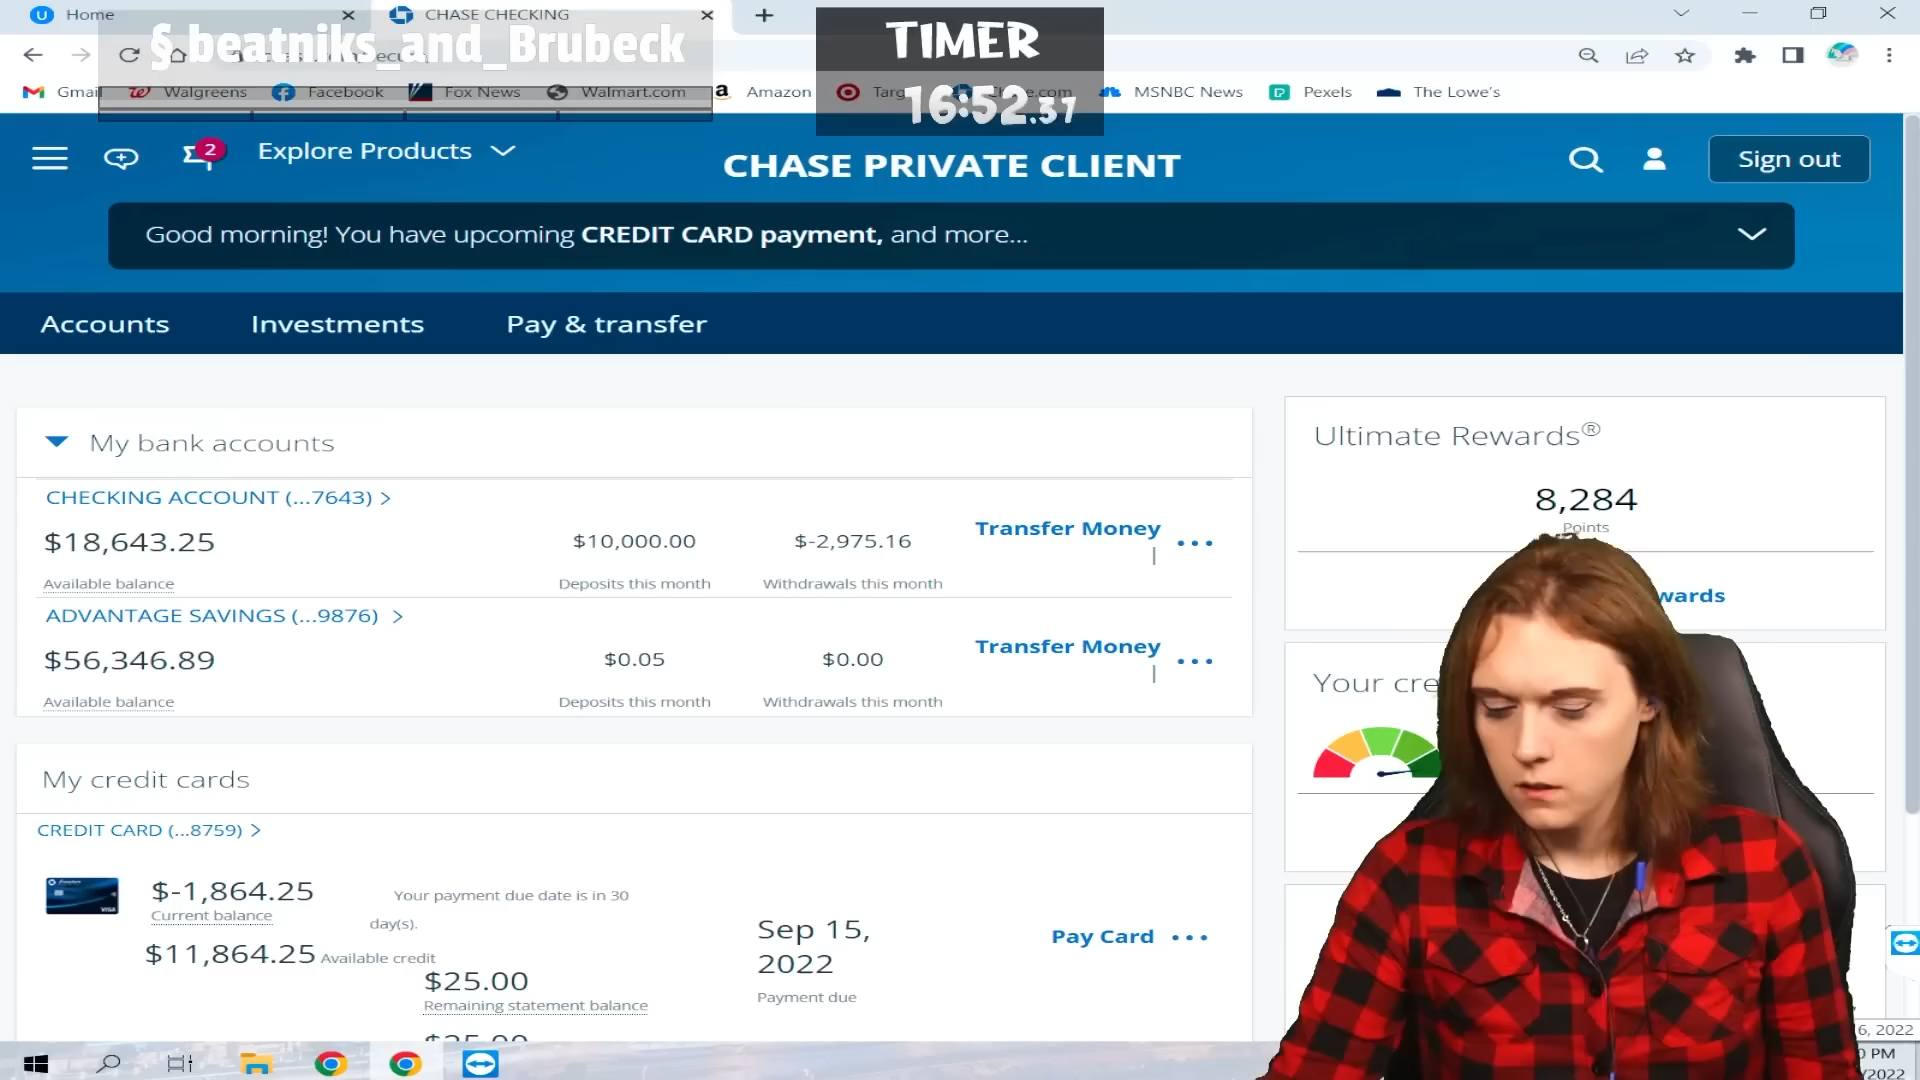 Home
CHASE CHECKING
§ beatniks_and_Brubeck
TIMER
16:52.37
Gmail
Walgreens
Facebook
Fox News
Walmart.com
Amazon
MSNBC News
Pexels
The Lowe's
2
Explore Products
CHASE PRIVATE CLIENT
Sign out
Good morning! You have upcoming CREDIT CARD payment, and more...
Accounts
Investments
Pay & transfer
My bank accounts
CHECKING ACCOUNT (...7643) >
$18,643.25
Available balance
$10,000.00
Deposits this month
$-2,975.16
Withdrawals this month
Transfer Money
ADVANTAGE SAVINGS (...9876) >
$56,346.89
Available balance
$0.05
Deposits this month
$0.00
Withdrawals this month
Transfer Money
My credit cards
CREDIT CARD (...8759) >
$-1,864.25
Current balance
$11,864.25 Available credit
Your payment due date is in 30
day(s).
$25.00
Remaining statement balance
Sep 15,
2022
Payment due
Pay Card
Ultimate Rewards®
8,284
Points
wards
Your cre
VISA
6, 2022
PM
/2022